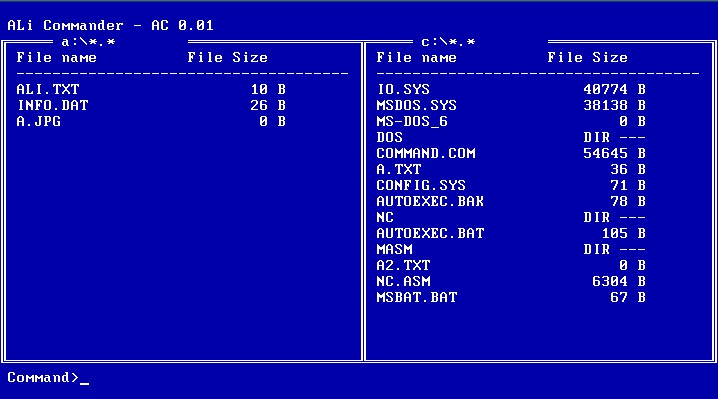 ALi Commander - AC 0.01
a:\*.*
File name File Size
-------------------------------------
ALI.TXT 10 B
INFO.DAT 26 B
A.JPG 0 B
c:\*.*
File name File Size
-------------------------------------
IO.SYS 40774 B
MSDOS.SYS 38138 B
MS-DOS_6 0 B
DOS DIR ---
COMMAND.COM 54645 B
A.TXT 36 B
CONFIG.SYS 71 B
AUTOEXEC.BAK 78 B
NC DIR ---
AUTOEXEC.BAT 105 B
MASM DIR ---
A2.TXT 0 B
NC.ASM 6304 B
MSBAT.BAT 67 B
Command>_